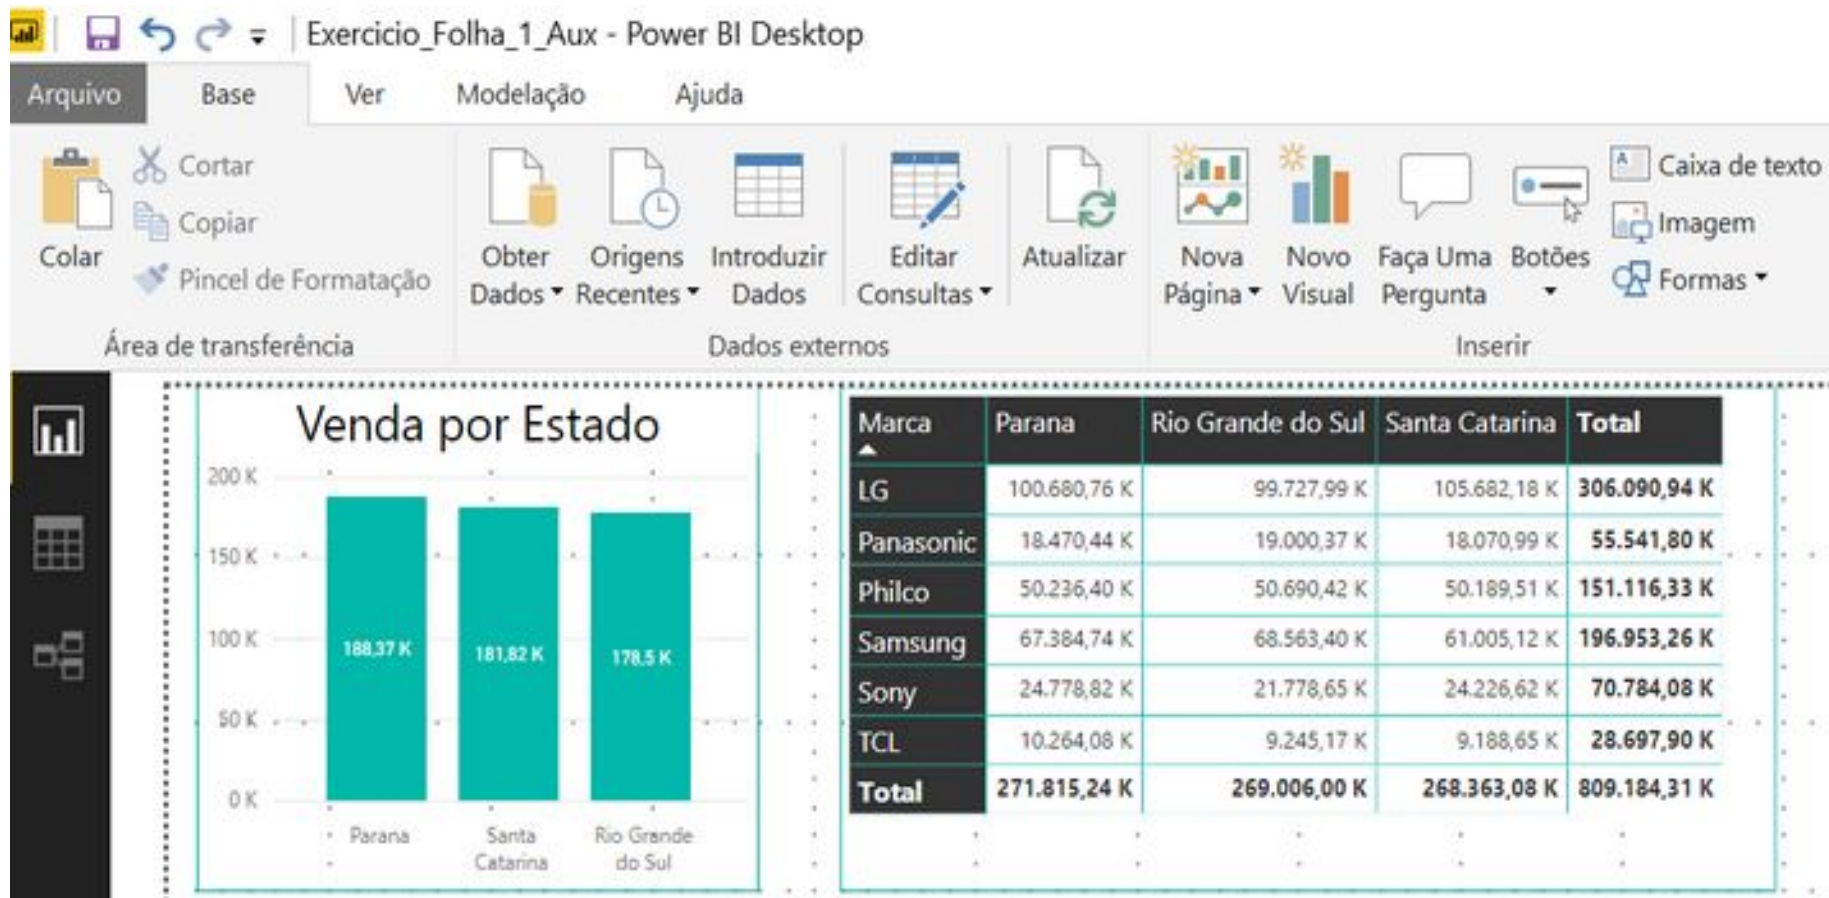 Exercicio_Folha_1_Aux - Power BI Desktop
Arquivo Base Ver Modelação Ajuda
Colar
Cortar
Copiar
Pincel de Formatação
Área de transferência
Obter Dados
Origens Recentes
Introduzir Dados
Editar Consultas
Atualizar
Dados externos
Nova Página
Novo Visual
Faça Uma Pergunta
Botões
Caixa de texto
Imagem
Formas
Inserir
Venda por Estado
200 K
150 K
100 K
50 K
0 K
188,37 K
181,82 K
178,5 K
Parana
Santa Catarina
Rio Grande do Sul
Marca Parana Rio Grande do Sul Santa Catarina Total
LG 100.680,76 K 99.727,99 K 105.682,18 K 306.090,94 K
Panasonic 18.470,44 K 19.000,37 K 18.070,99 K 55.541,80 K
Philco 50.236,40 K 50.690,42 K 50.189,51 K 151.116,33 K
Samsung 67.384,74 K 68.563,40 K 61.005,12 K 196.953,26 K
Sony 24.778,82 K 21.778,65 K 24.226,62 K 70.784,08 K
TCL 10.264,08 K 9.245,17 K 9.188,65 K 28.697,90 K
Total 271.815,24 K 269.006,00 K 268.363,08 K 809.184,31 K